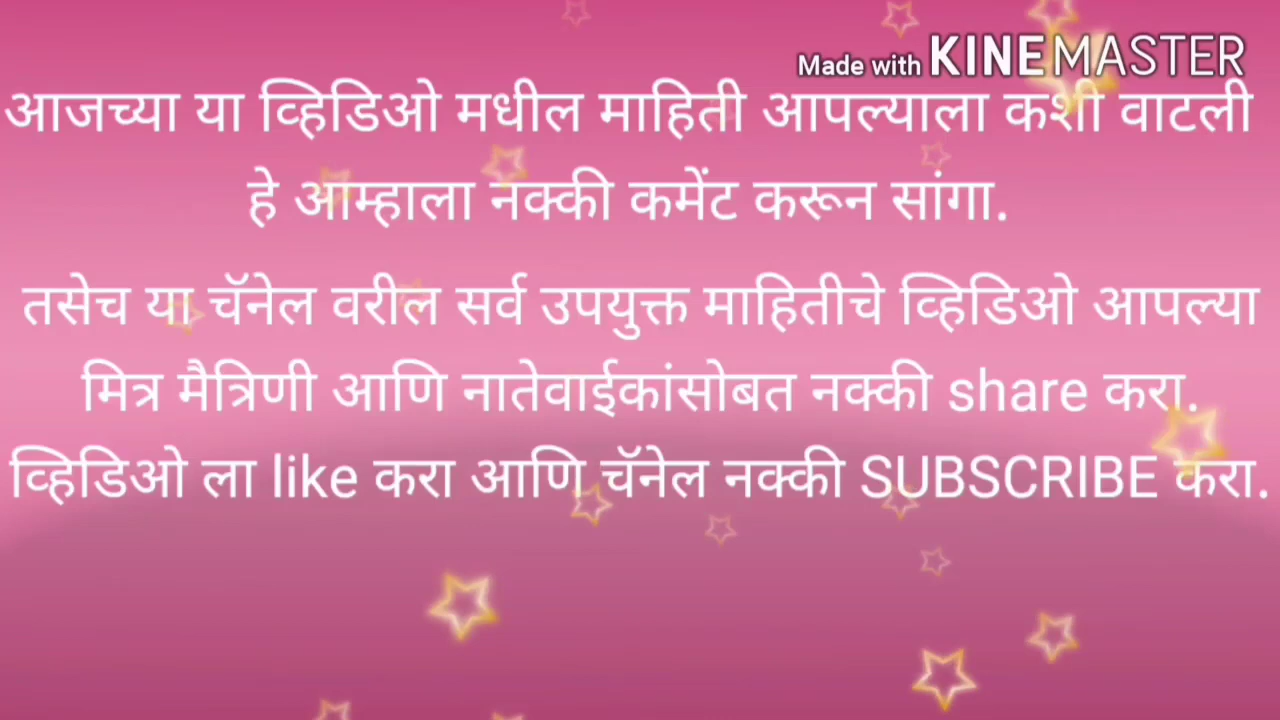 Made with KINEMASTER
आजच्या या व्हिडिओ मधील माहिती आपल्याला कशी वाटली
हे आम्हाला नक्की कमेंट करून सांगा.
तसेच या चॅनेल वरील सर्व उपयुक्त माहितीचे व्हिडिओ आपल्या
मित्र मैत्रिणी आणि नातेवाईकांसोबत नक्की share करा.
व्हिडिओ ला like करा आणि चॅनेल नक्की SUBSCRIBE करा.